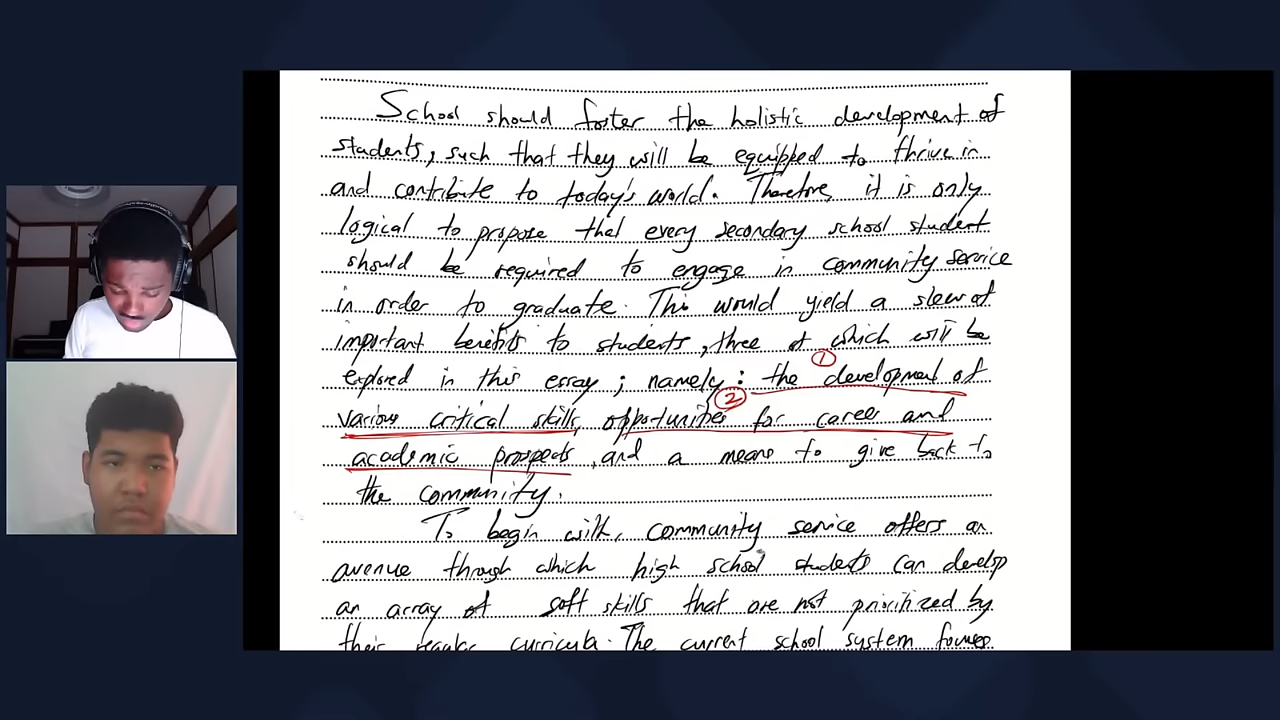 School should foster the holistic development of
students, such that they will be equipped to thrive in
and contribute to today's world. Therefore, it is only
logical to propose that every secondary school student
should be required to engage in community service
in order to graduate. This would yield a slew of
important benefits to students, three of which will be
①
explored in this essay; namely: the development of
②
various critical skills, opportunities for career and
academic prospects, and a means to give back to
the community.
To begin with, community service offers an
avenue through which high school students can develop
an array of soft skills that are not prioritized by
their regular curricula. The current school system focuses